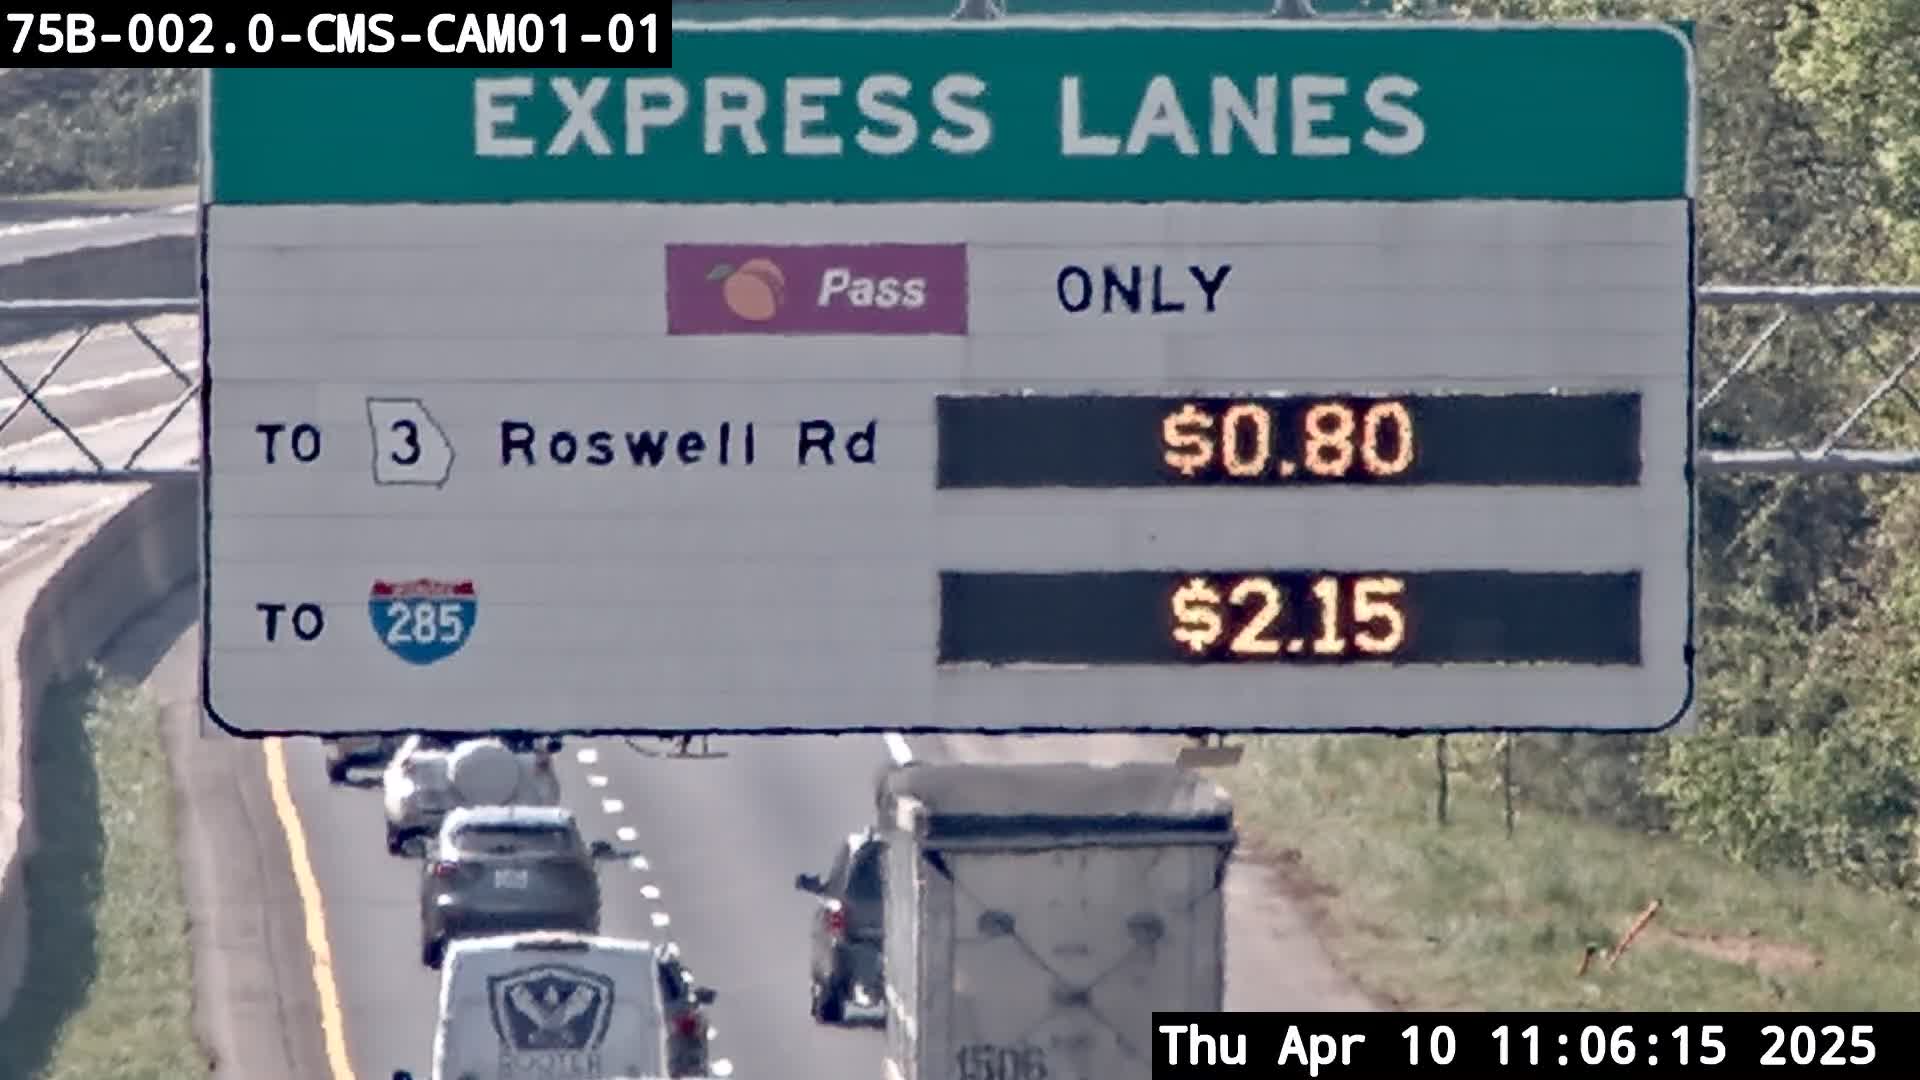 75B-002.0-CMS-CAM01-01
EXPRESS LANES
Pass ONLY
TO 3 Roswell Rd $0.80
TO 285 $2.15
ROOTER
1506
Thu Apr 10 11:06:15 2025